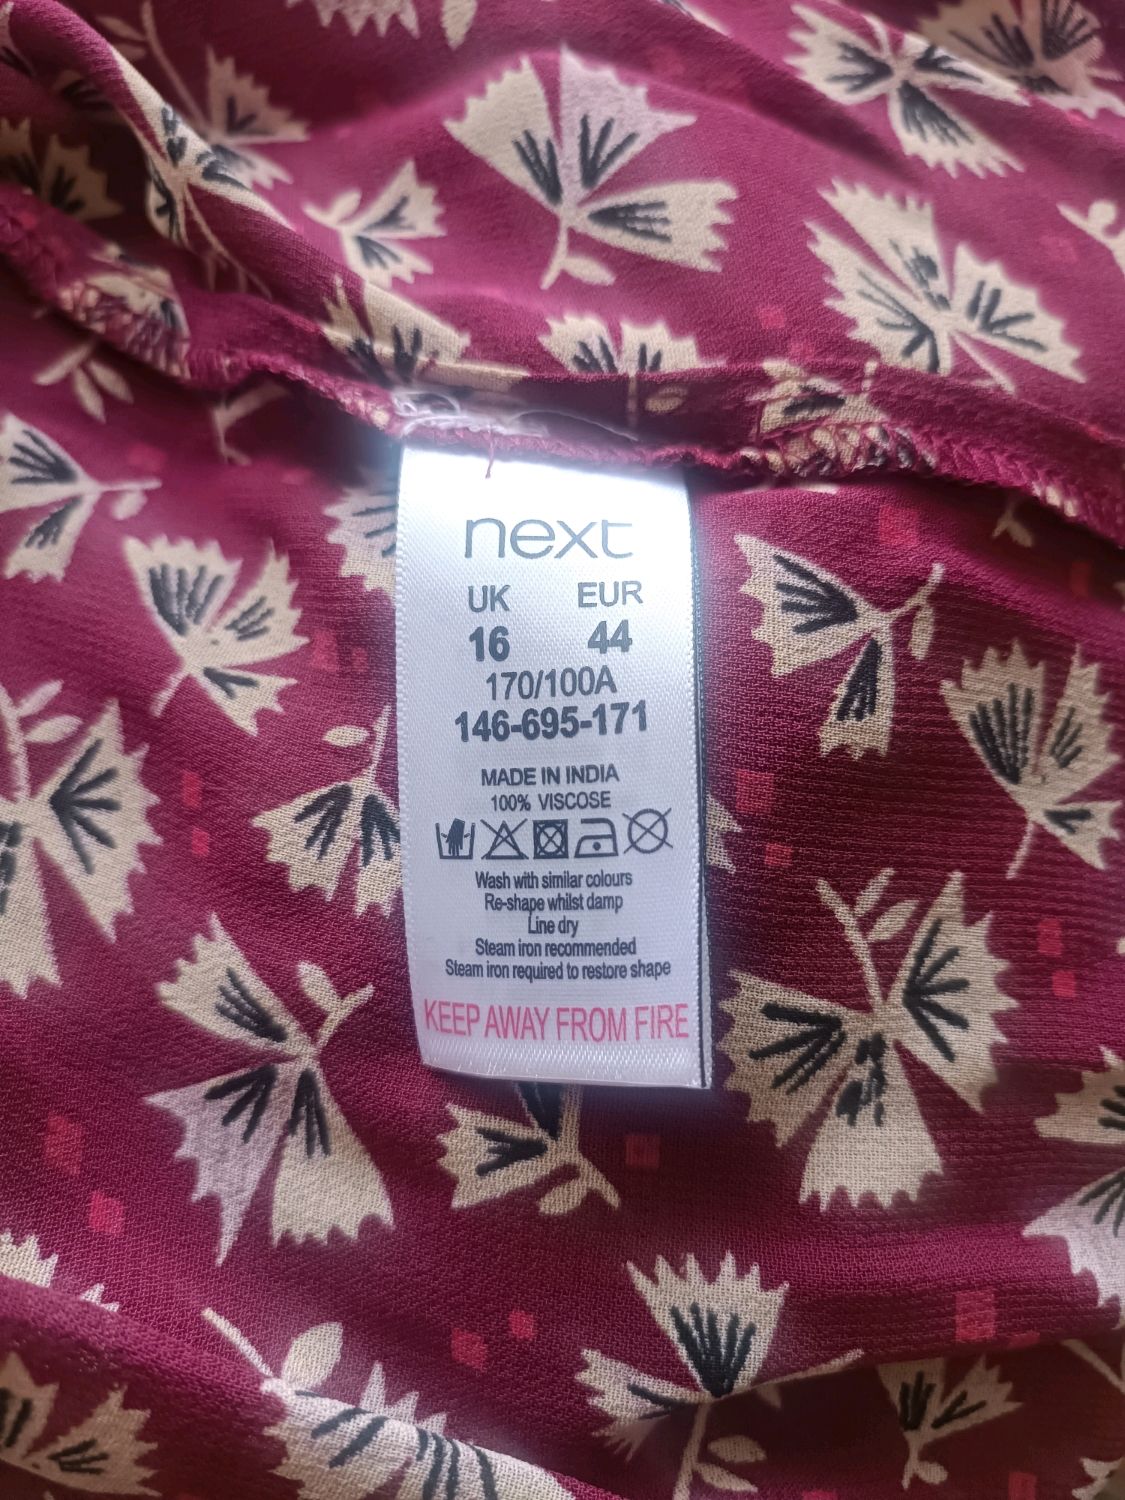 next
UK EUR
16 44
170/100A
146-695-171
MADE IN INDIA
100% VISCOSE
Wash with similar colours
Re-shape whilst damp
Line dry
Steam iron recommended
Steam iron required to restore shape
KEEP AWAY FROM FIRE